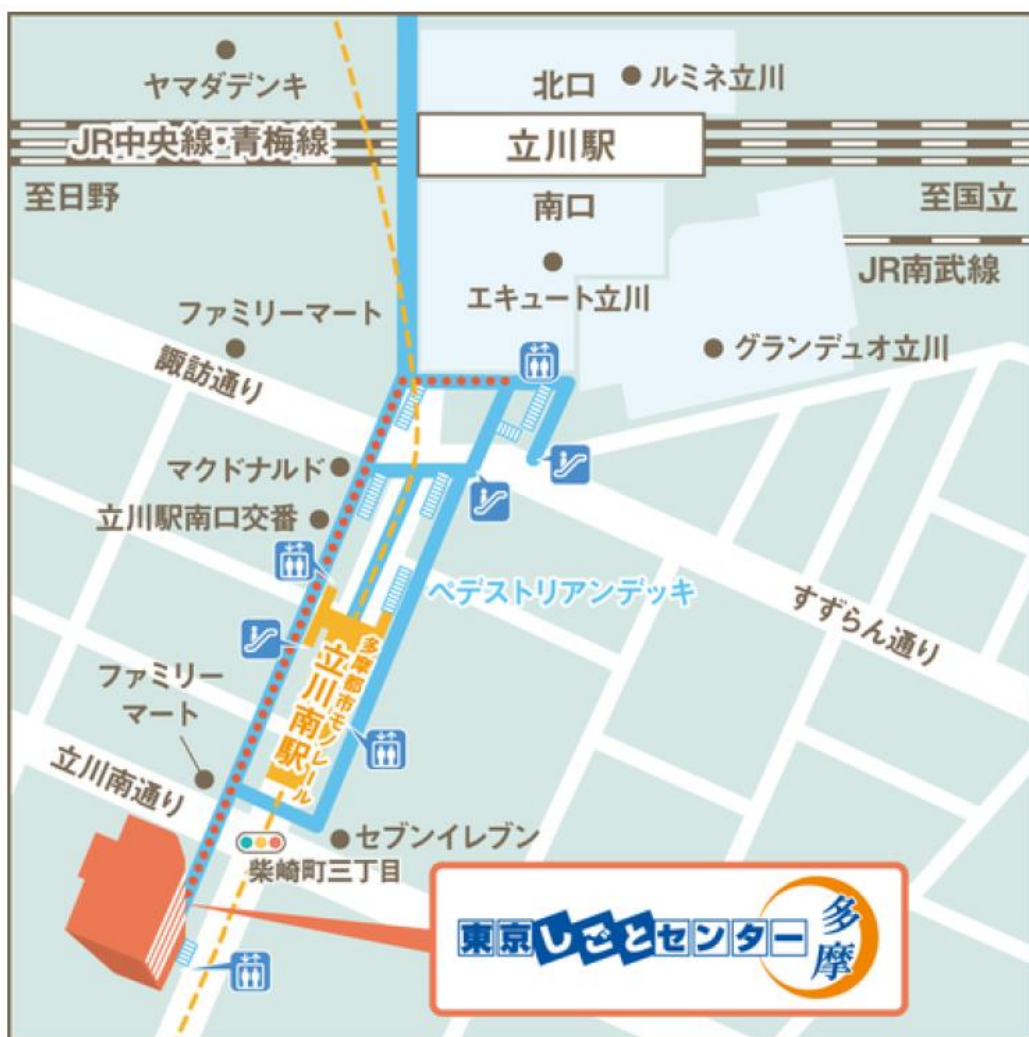 ヤマダデンキ
北口
ルミネ立川
JR中央線・青梅線
立川駅
至日野
南口
至国立
JR南武線
エキュート立川
ファミリーマート
グランデュオ立川
諏訪通り
マクドナルド
立川駅南口交番
ペデストリアンデッキ
すずらん通り
多摩都市モノレール
立川南駅
ファミリー
マート
立川南通り
セブンイレブン
柴崎町三丁目
東京しごとセンター
多摩